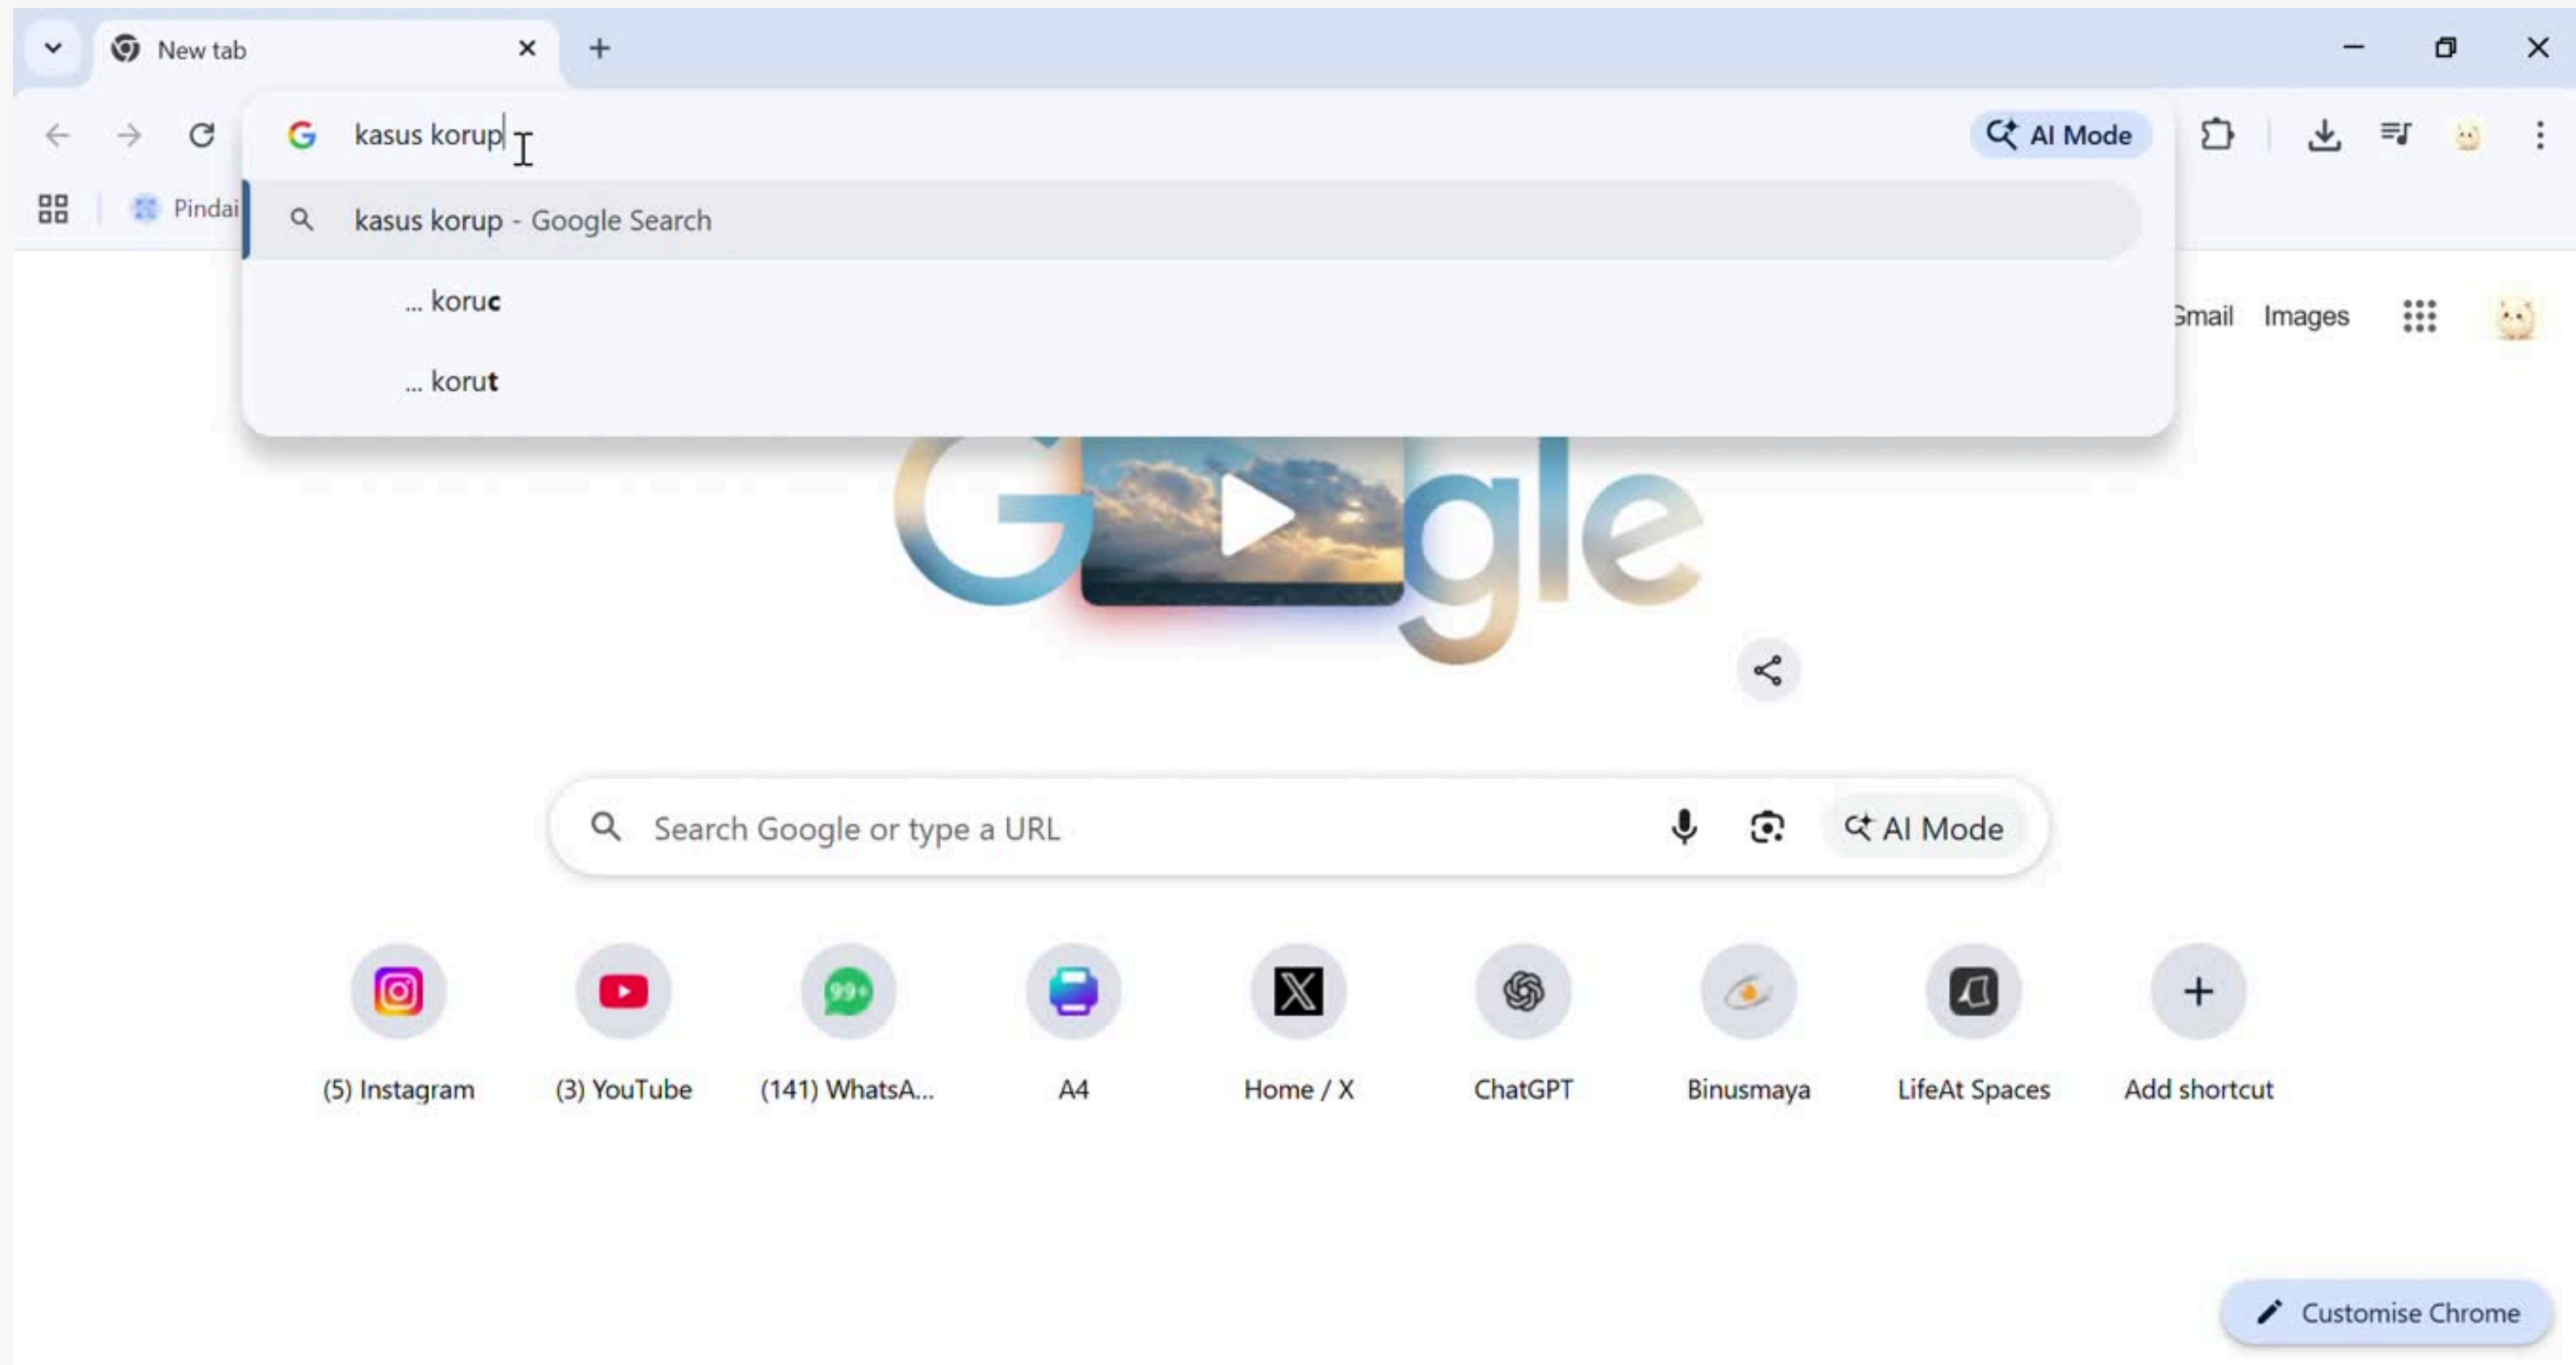 New tab
kasus korup
AI Mode
Pindai
kasus korup - Google Search
... koruc
... korut
Gmail Images
Google
Search Google or type a URL
AI Mode
99+
(5) Instagram (3) YouTube (141) WhatsA... A4 Home / X ChatGPT Binusmaya LifeAt Spaces Add shortcut
Customise Chrome